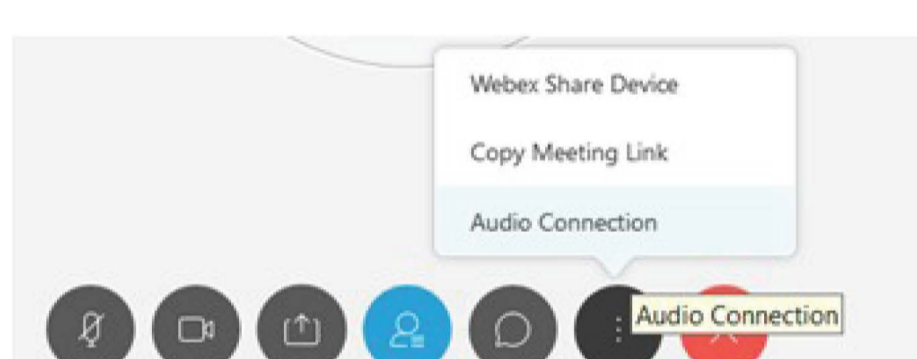 Webex Share Device
Copy Meeting Link
Audio Connection
Audio Connection